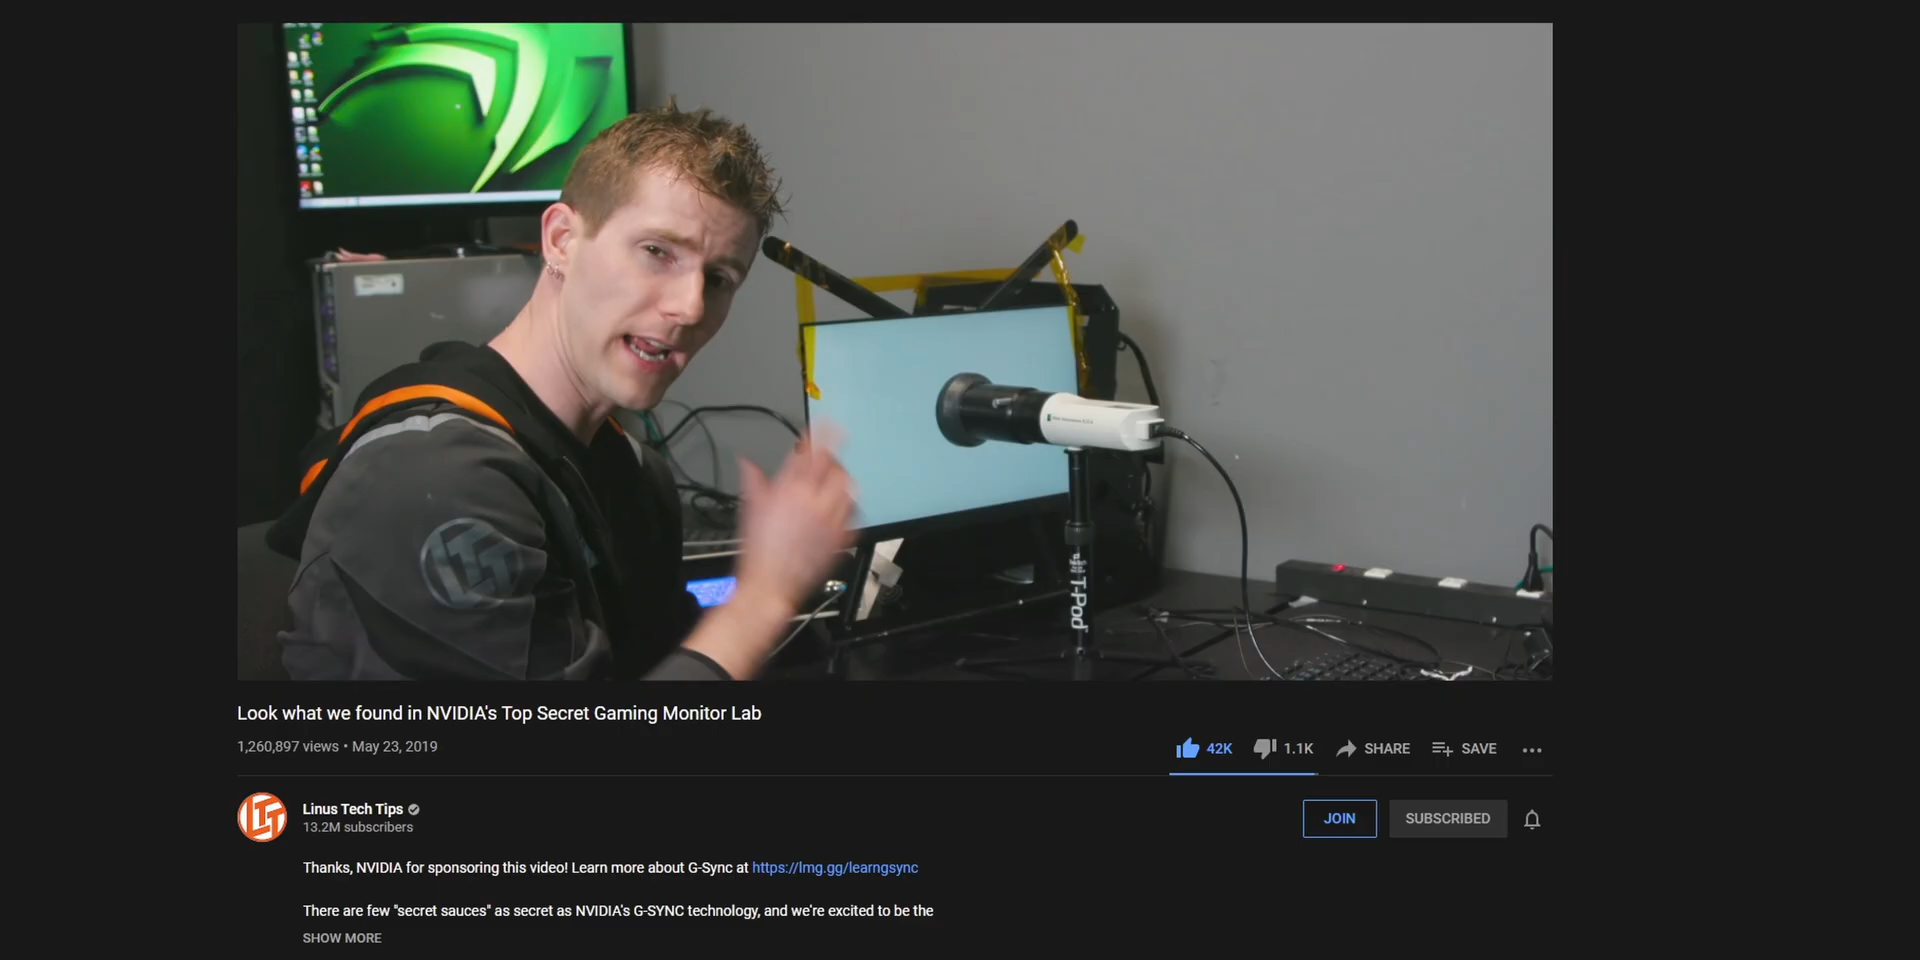 LTT
T-Pod
Look what we found in NVIDIA's Top Secret Gaming Monitor Lab
1,260,897 views • May 23, 2019
42K 1.1K SHARE SAVE
LTT
Linus Tech Tips
13.2M subscribers
JOIN SUBSCRIBED
Thanks, NVIDIA for sponsoring this video! Learn more about G-Sync at https://lmg.gg/learngsync
There are few "secret sauces" as secret as NVIDIA's G-SYNC technology, and we're excited to be the
SHOW MORE